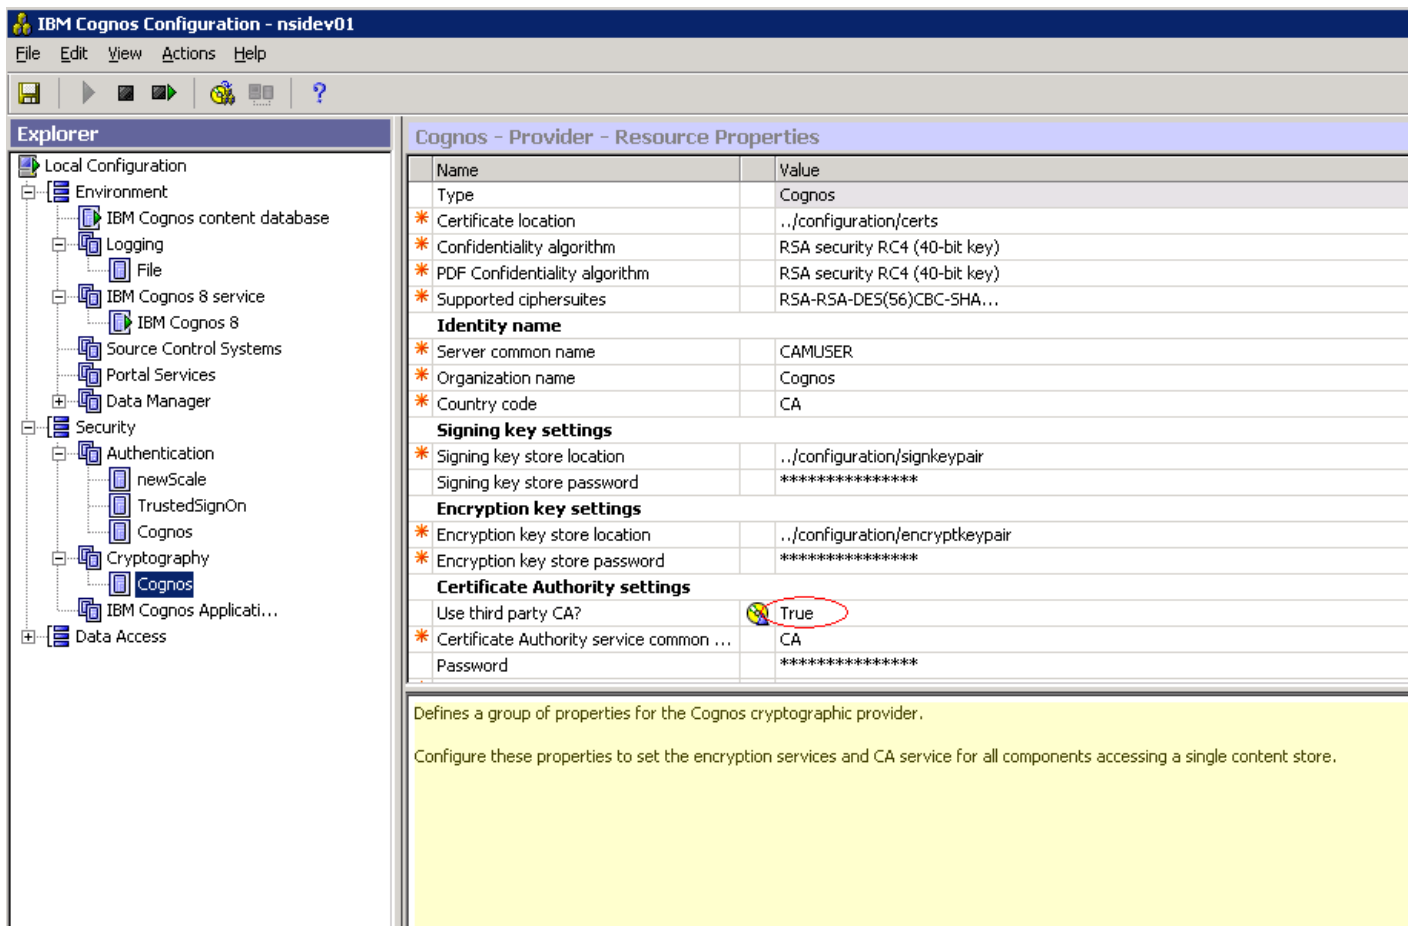 IBM Cognos Configuration - nsidev01
File Edit View Actions Help
?
Explorer
Local Configuration
Environment
IBM Cognos content database
Logging
File
IBM Cognos 8 service
IBM Cognos 8
Source Control Systems
Portal Services
Data Manager
Security
Authentication
newScale
TrustedSignOn
Cognos
Cryptography
Cognos
IBM Cognos Applicati...
Data Access
Cognos - Provider - Resource Properties
Name Value
Type Cognos
* Certificate location ../configuration/certs
* Confidentiality algorithm RSA security RC4 (40-bit key)
* PDF Confidentiality algorithm RSA security RC4 (40-bit key)
* Supported ciphersuites RSA-RSA-DES(56)CBC-SHA...
Identity name
* Server common name CAMUSER
* Organization name Cognos
* Country code CA
Signing key settings
* Signing key store location ../configuration/signkeypair
Signing key store password ***************
Encryption key settings
* Encryption key store location ../configuration/encryptkeypair
* Encryption key store password ***************
Certificate Authority settings
Use third party CA? True
* Certificate Authority service common ... CA
Password ***************
Defines a group of properties for the Cognos cryptographic provider.
Configure these properties to set the encryption services and CA service for all components accessing a single content store.